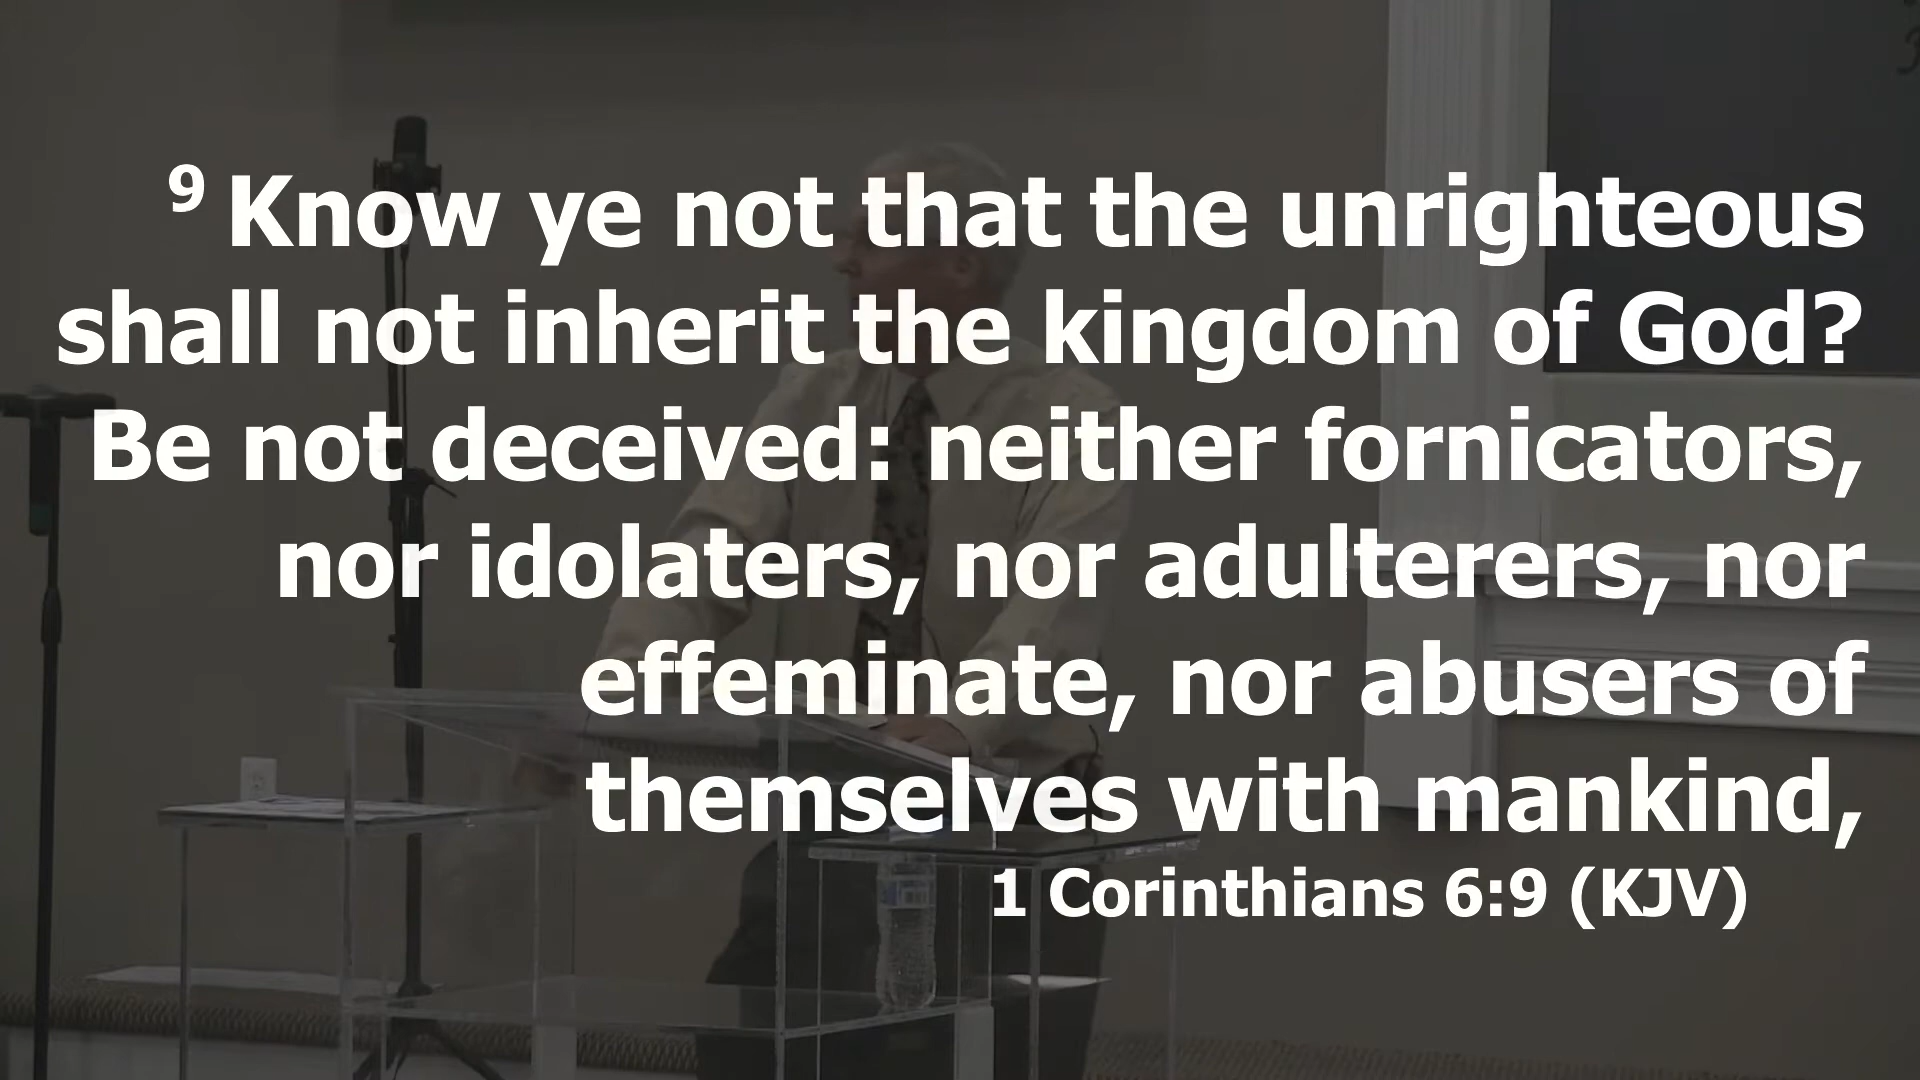 9 Know ye not that the unrighteous
shall not inherit the kingdom of God?
Be not deceived: neither fornicators,
nor idolaters, nor adulterers, nor
effeminate, nor abusers of
themselves with mankind,
1 Corinthians 6:9 (KJV)